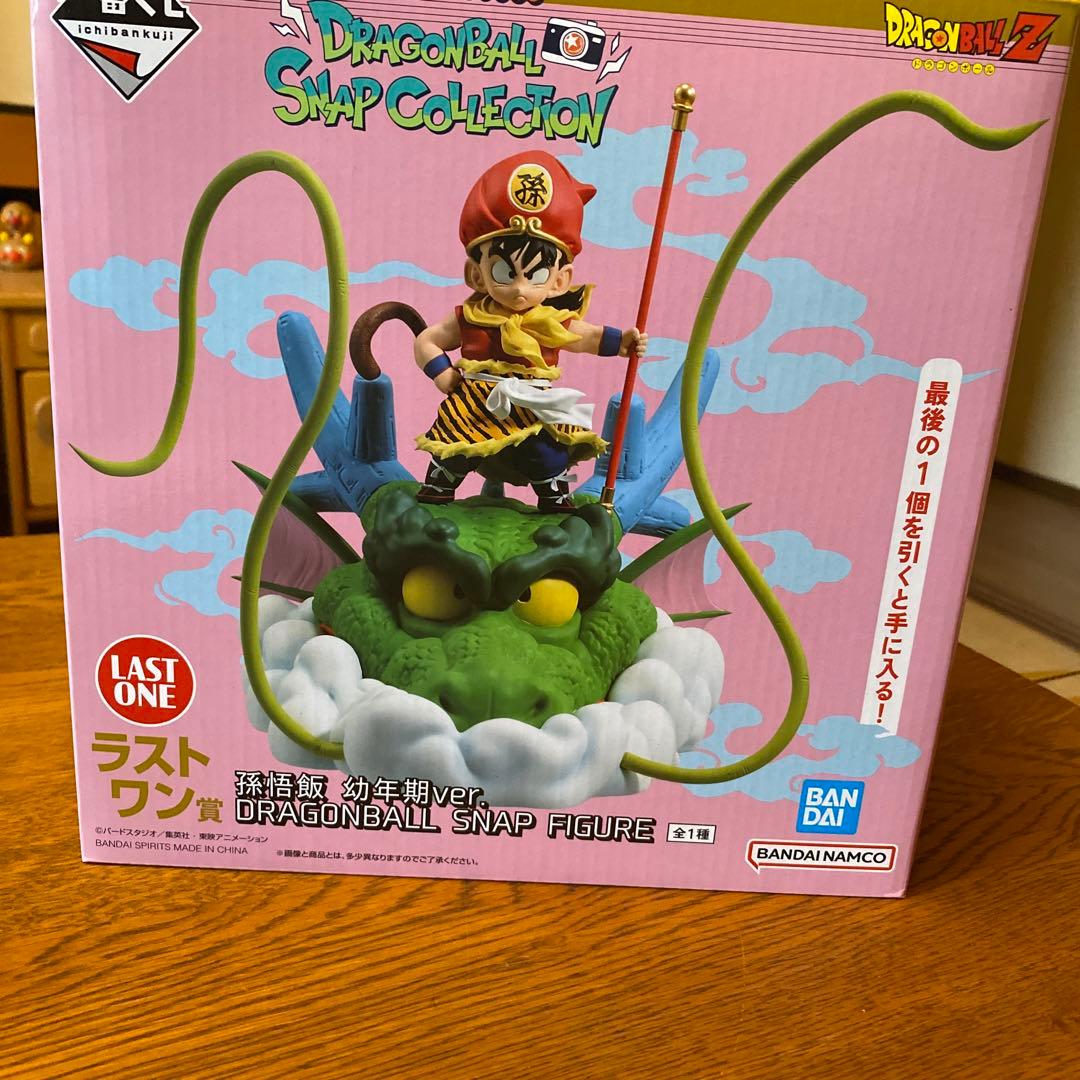 ichibankuji
DRAGONBALL
SNAP COLLECTION
DRAGONBALL Z
ドラゴンボール
孫
最後の1個を引くと手に入る!
LAST
ONE
ラスト
ワン賞
孫悟飯 幼年期ver.
DRAGONBALL SNAP FIGURE 全1種
©バードスタジオ/集英社・東映アニメーション
BANDAI SPIRITS MADE IN CHINA
※画像と商品とは、多少異なりますのでご了承ください。
BAN
DAI
BANDAI NAMCO